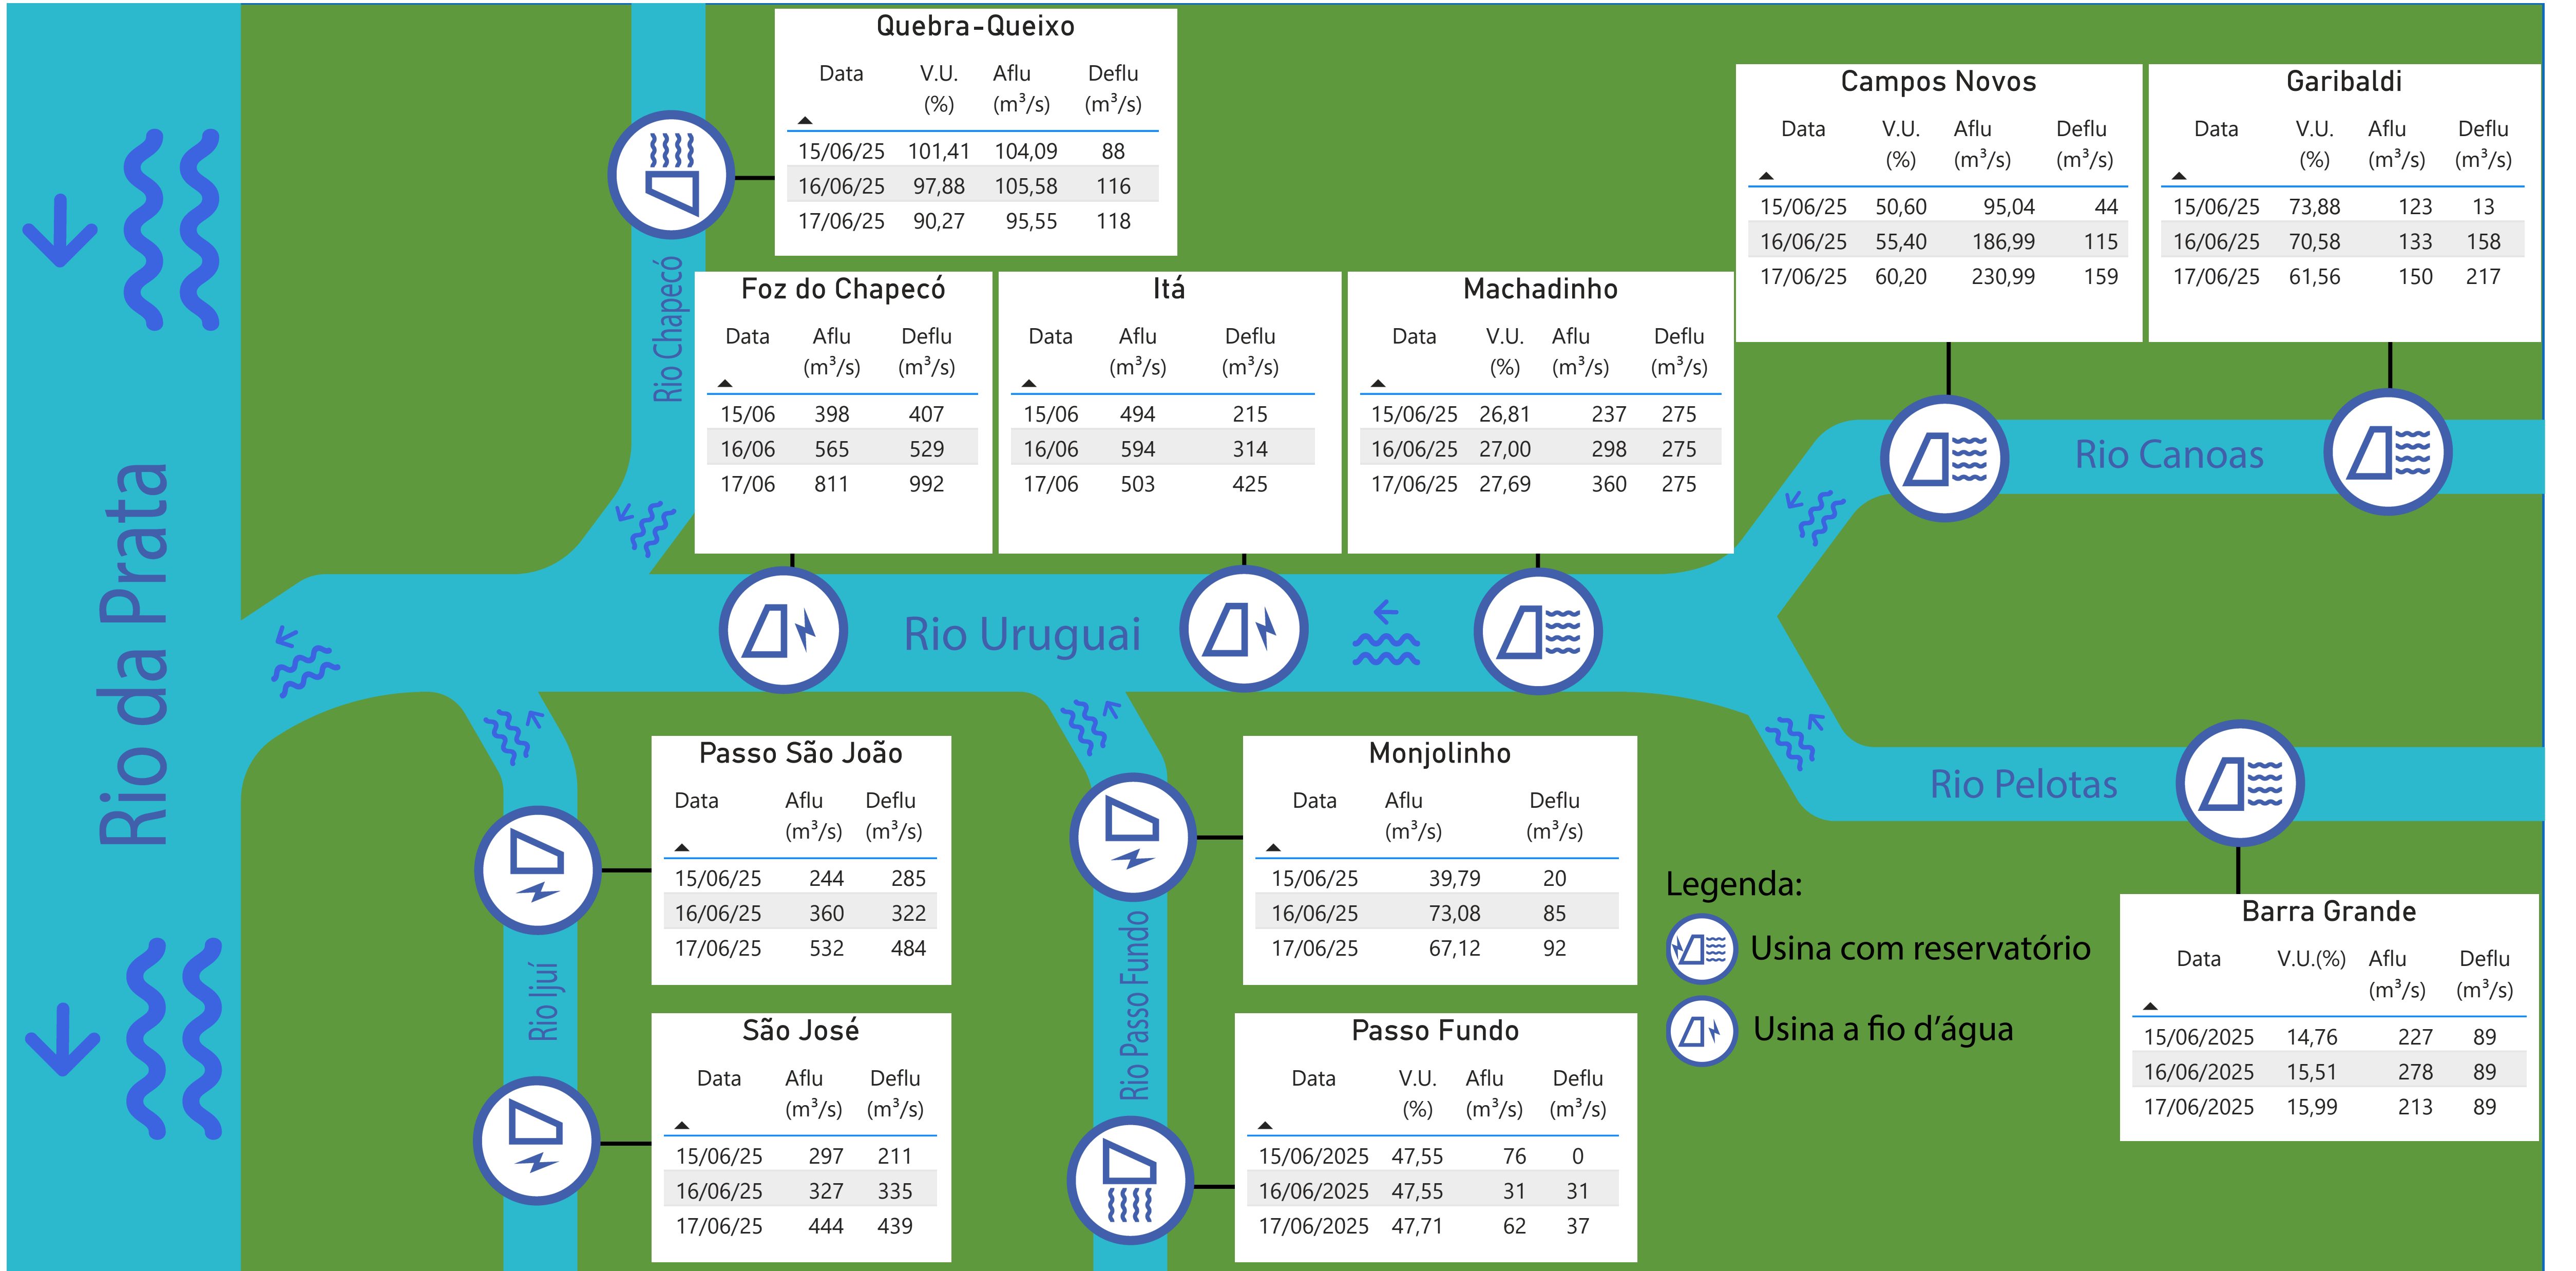 Quebra-Queixo
Data V.U. (%) Aflu (m³/s) Deflu (m³/s)
15/06/25 101,41 104,09 88
16/06/25 97,88 105,58 116
17/06/25 90,27 95,55 118
Campos Novos
Data V.U. (%) Aflu (m³/s) Deflu (m³/s)
15/06/25 50,60 95,04 44
16/06/25 55,40 186,99 115
17/06/25 60,20 230,99 159
Garibaldi
Data V.U. (%) Aflu (m³/s) Deflu (m³/s)
15/06/25 73,88 123 13
16/06/25 70,58 133 158
17/06/25 61,56 150 217
Rio Chapecó
Foz do Chapecó
Data Aflu (m³/s) Deflu (m³/s)
15/06 398 407
16/06 565 529
17/06 811 992
Itá
Data Aflu (m³/s) Deflu (m³/s)
15/06 494 215
16/06 594 314
17/06 503 425
Machadinho
Data V.U. (%) Aflu (m³/s) Deflu (m³/s)
15/06/25 26,81 237 275
16/06/25 27,00 298 275
17/06/25 27,69 360 275
Rio Canoas
Rio da Prata
Rio Uruguai
Rio Pelotas
Passo São João
Data Aflu (m³/s) Deflu (m³/s)
15/06/25 244 285
16/06/25 360 322
17/06/25 532 484
Monjolinho
Data Aflu (m³/s) Deflu (m³/s)
15/06/25 39,79 20
16/06/25 73,08 85
17/06/25 67,12 92
Legenda:
Usina com reservatório
Usina a fio d’água
Barra Grande
Data V.U.(%) Aflu (m³/s) Deflu (m³/s)
15/06/2025 14,76 227 89
16/06/2025 15,51 278 89
17/06/2025 15,99 213 89
Rio Ijuí
São José
Data Aflu (m³/s) Deflu (m³/s)
15/06/25 297 211
16/06/25 327 335
17/06/25 444 439
Rio Passo Fundo
Passo Fundo
Data V.U. (%) Aflu (m³/s) Deflu (m³/s)
15/06/2025 47,55 76 0
16/06/2025 47,55 31 31
17/06/2025 47,71 62 37